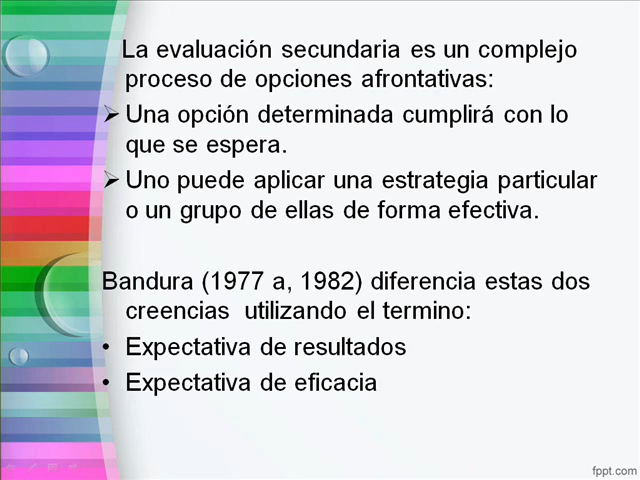 La evaluación secundaria es un complejo
proceso de opciones afrontativas:
➢ Una opción determinada cumplirá con lo
que se espera.
➢ Uno puede aplicar una estrategia particular
o un grupo de ellas de forma efectiva.
Bandura (1977 a, 1982) diferencia estas dos
creencias utilizando el termino:
• Expectativa de resultados
• Expectativa de eficacia
fppt.com